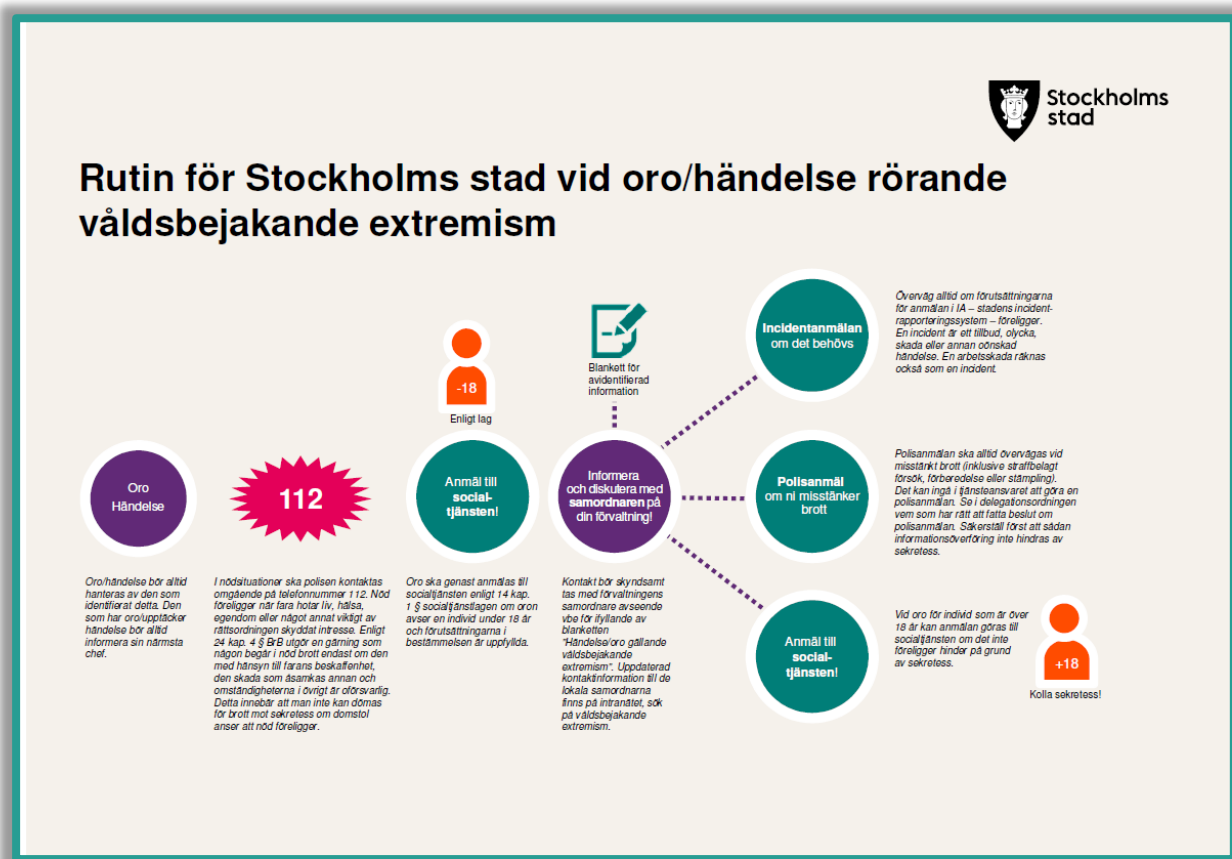 Stockholms
stad
Rutin för Stockholms stad vid oro/händelse rörande
våldsbejakande extremism
Oro
Händelse
Oro/händelse bör alltid
hanteras av den som
identifierat detta. Den
som har oro/upptäcker
händelse bör alltid
informera sin närmsta
chef.
112
I nödsituationer ska polisen kontaktas
omgående på telefonnummer 112. Nöd
föreligger när fara hotar liv, hälsa,
egendom eller något annat viktigt av
rättsordningen skyddat intresse. Enligt
24 kap. 4 § BrB utgör en gärning som
någon begår i nöd brott endast om den
med hänsyn till farans beskaffenhet,
den skada som åsamkas annan och
omständigheterna i övrigt är oförsvarlig.
Detta innebär att man inte kan dömas
för brott mot sekretess om domstol
anser att nöd föreligger.
-18
Enligt lag
Anmäl till
social-
tjänsten!
Oro ska genast anmälas till
socialtjänsten enligt 14 kap.
1 § socialtjänstlagen om oron
avser en individ under 18 år
och förutsättningarna i
bestämmelsen är uppfyllda.
Blankett för
avidentifierad
information
Informera
och diskutera med
samordnaren på
din förvaltning!
Kontakt bör skyndsamt
tas med förvaltningens
samordnare avseende
vbe för ifyllande av
blanketten
"Händelse/oro gällande
våldsbejakande
extremism". Uppdaterad
kontaktinformation till de
lokala samordnarna
finns på intranätet, sök
på våldsbejakande
extremism.
Incidentanmälan
om det behövs
Överväg alltid om förutsättningarna
för anmälan i IA – stadens incident-
rapporteringssystem – föreligger.
En incident är ett tillbud, olycka,
skada eller annan oönskad
händelse. En arbetsskada räknas
också som en incident.
Polisanmäl
om ni misstänker
brott
Polisanmälan ska alltid övervägas vid
misstänkt brott (inklusive straffbelagt
försök, förberedelse eller stämpling).
Det kan ingå i tjänsteansvaret att göra en
polisanmälan. Se i delegationsordningen
vem som har rätt att fatta beslut om
polisanmälan. Säkerställ först att sådan
informationsöverföring inte hindras av
sekretess.
Anmäl till
social-
tjänsten!
Vid oro för individ som är över
18 år kan anmälan göras till
socialtjänsten om det inte
föreligger hinder på grund
av sekretess.
+18
Kolla sekretess!